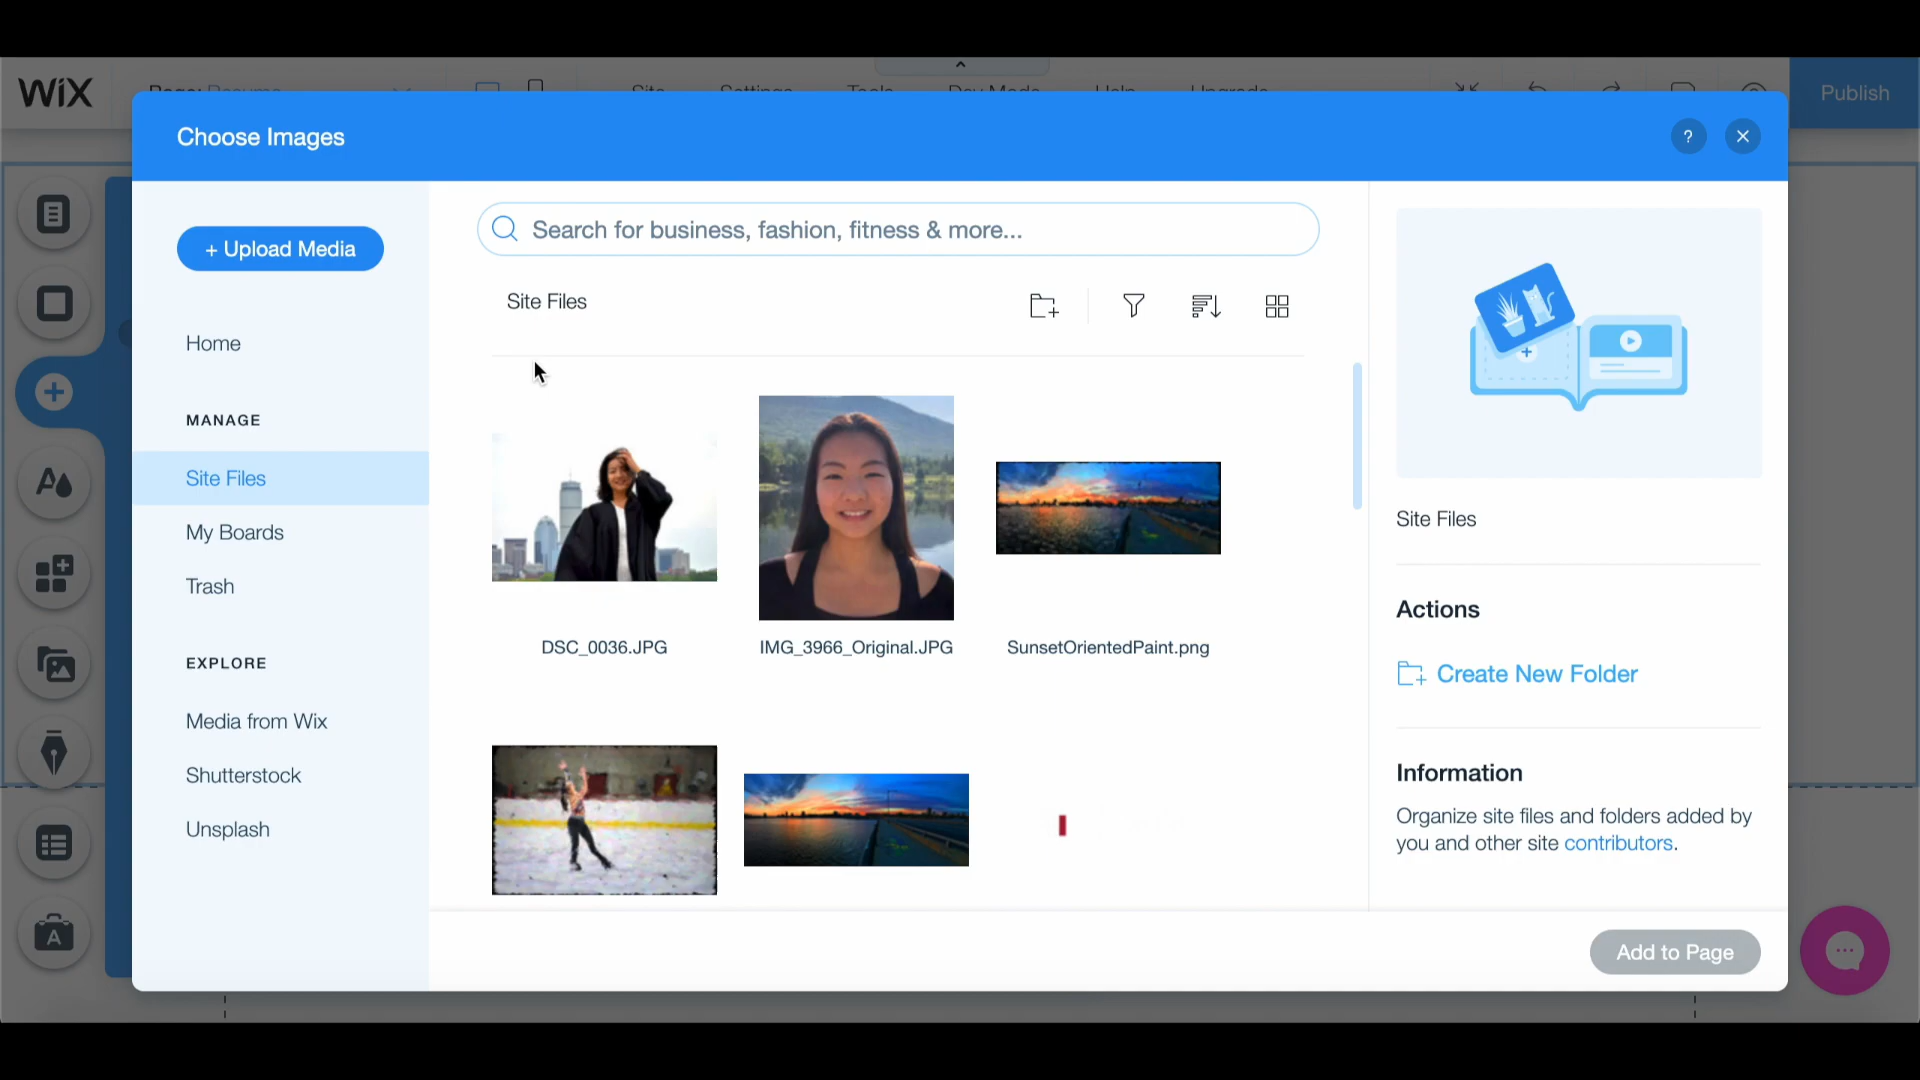 WiX
Publish
Choose Images
?
+ Upload Media
Search for business, fashion, fitness & more...
Site Files
Home
MANAGE
Site Files
My Boards
Trash
EXPLORE
Media from Wix
Shutterstock
Unsplash
DSC_0036.JPG
IMG_3966_Original.JPG
SunsetOrientedPaint.png
Site Files
Actions
Create New Folder
Information
Organize site files and folders added by
you and other site contributors.
Add to Page